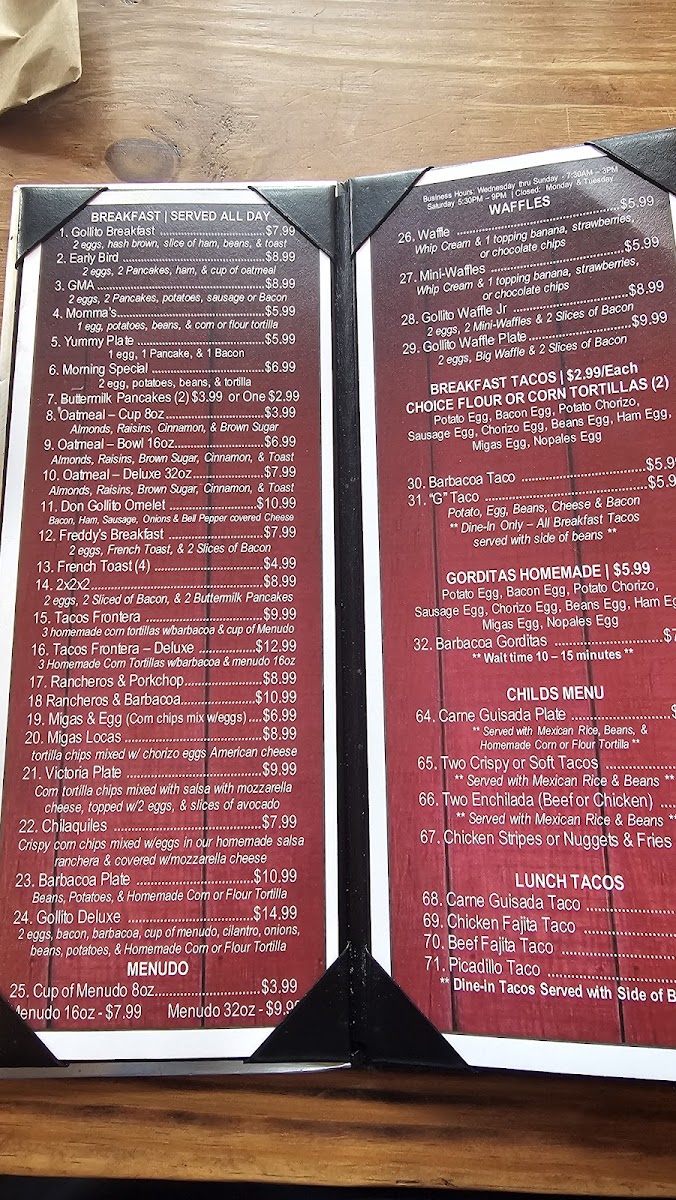 BREAKFAST | SERVED ALL DAY
1. Gollito Breakfast ................ $7.99
2 eggs, hash brown, slice of ham, beans, & toast
2. Early Bird ................ $8.99
2 eggs, 2 Pancakes, ham, & cup of oatmeal
3. GMA ................ $8.99
2 eggs, 2 Pancakes, potatoes, sausage or Bacon
4. Momma's ................ $5.99
1 egg, potatoes, beans, & corn or flour tortilla
5. Yummy Plate ................ $5.99
1 egg, 1 Pancake, & 1 Bacon
6. Morning Special ................ $6.99
2 egg, potatoes, beans, & tortilla
7. Buttermilk Pancakes (2) $3.99 or One $2.99
8. Oatmeal – Cup 8oz ................ $3.99
Almonds, Raisins, Cinnamon, & Brown Sugar
9. Oatmeal – Bowl 16oz ................ $6.99
Almonds, Raisins, Brown Sugar, Cinnamon, & Toast
10. Oatmeal – Deluxe 32oz ................ $7.99
Almonds, Raisins, Brown Sugar, Cinnamon, & Toast
11. Don Gollito Omelet ................ $10.99
Bacon, Ham, Sausage, Onions & Bell Pepper covered Cheese
12. Freddy's Breakfast ................ $7.99
2 eggs, French Toast, & 2 Slices of Bacon
13. French Toast (4) ................ $4.99
14. 2x2x2 ................ $8.99
2 eggs, 2 Sliced of Bacon, & 2 Buttermilk Pancakes
15. Tacos Frontera ................ $9.99
3 homemade corn tortillas w/barbacoa & cup of Menudo
16. Tacos Frontera – Deluxe ................ $12.99
3 Homemade Corn Tortillas w/barbacoa & menudo 16oz
17. Rancheros & Porkchop ................ $8.99
18 Rancheros & Barbacoa ................ $10.99
19. Migas & Egg (Corn chips mix w/eggs) .... $6.99
20. Migas Locas ................ $8.99
tortilla chips mixed w/ chorizo eggs American cheese
21. Victoria Plate ................ $9.99
Corn tortilla chips mixed with salsa with mozzarella
cheese, topped w/2 eggs, & slices of avocado
22. Chilaquiles ................ $7.99
Crispy corn chips mixed w/eggs in our homemade salsa
ranchera & covered w/mozzarella cheese
23. Barbacoa Plate ................ $10.99
Beans, Potatoes, & Homemade Corn or Flour Tortilla
24. Gollito Deluxe ................ $14.99
2 eggs, bacon, barbacoa, cup of menudo, cilantro, onions,
beans, potatoes, & Homemade Corn or Flour Tortilla
MENUDO
25. Cup of Menudo 8oz ................ $3.99
Menudo 16oz - $7.99 Menudo 32oz - $9.99
Business Hours: Wednesday thru Sunday - 7:30AM – 3PM
Saturday 5:30PM – 9PM | Closed: Monday & Tuesday
WAFFLES
26. Waffle ................ $5.99
Whip Cream & 1 topping banana, strawberries,
or chocolate chips
27. Mini-Waffles ................ $5.99
Whip Cream & 1 topping banana, strawberries,
or chocolate chips
28. Gollito Waffle Jr ................ $8.99
2 eggs, 2 Mini-Waffles & 2 Slices of Bacon
29. Gollito Waffle Plate ................ $9.99
2 eggs, Big Waffle & 2 Slices of Bacon
BREAKFAST TACOS | $2.99/Each
CHOICE FLOUR OR CORN TORTILLAS (2)
Potato Egg, Bacon Egg, Potato Chorizo,
Sausage Egg, Chorizo Egg, Beans Egg, Ham Egg,
Migas Egg, Nopales Egg
30. Barbacoa Taco ................ $5.9
31. "G" Taco ................ $5.9
Potato, Egg, Beans, Cheese & Bacon
** Dine-In Only – All Breakfast Tacos
served with side of beans **
GORDITAS HOMEMADE | $5.99
Potato Egg, Bacon Egg, Potato Chorizo,
Sausage Egg, Chorizo Egg, Beans Egg, Ham Eg
Migas Egg, Nopales Egg
32. Barbacoa Gorditas ................ $7
** Wait time 10 – 15 minutes **
CHILDS MENU
64. Carne Guisada Plate ................ $
** Served with Mexican Rice, Beans, &
Homemade Corn or Flour Tortilla **
65. Two Crispy or Soft Tacos ................
** Served with Mexican Rice & Beans **
66. Two Enchilada (Beef or Chicken) ....
** Served with Mexican Rice & Beans **
67. Chicken Stripes or Nuggets & Fries
LUNCH TACOS
68. Carne Guisada Taco ................
69. Chicken Fajita Taco ................
70. Beef Fajita Taco ................
71. Picadillo Taco ................
** Dine-In Tacos Served with Side of B